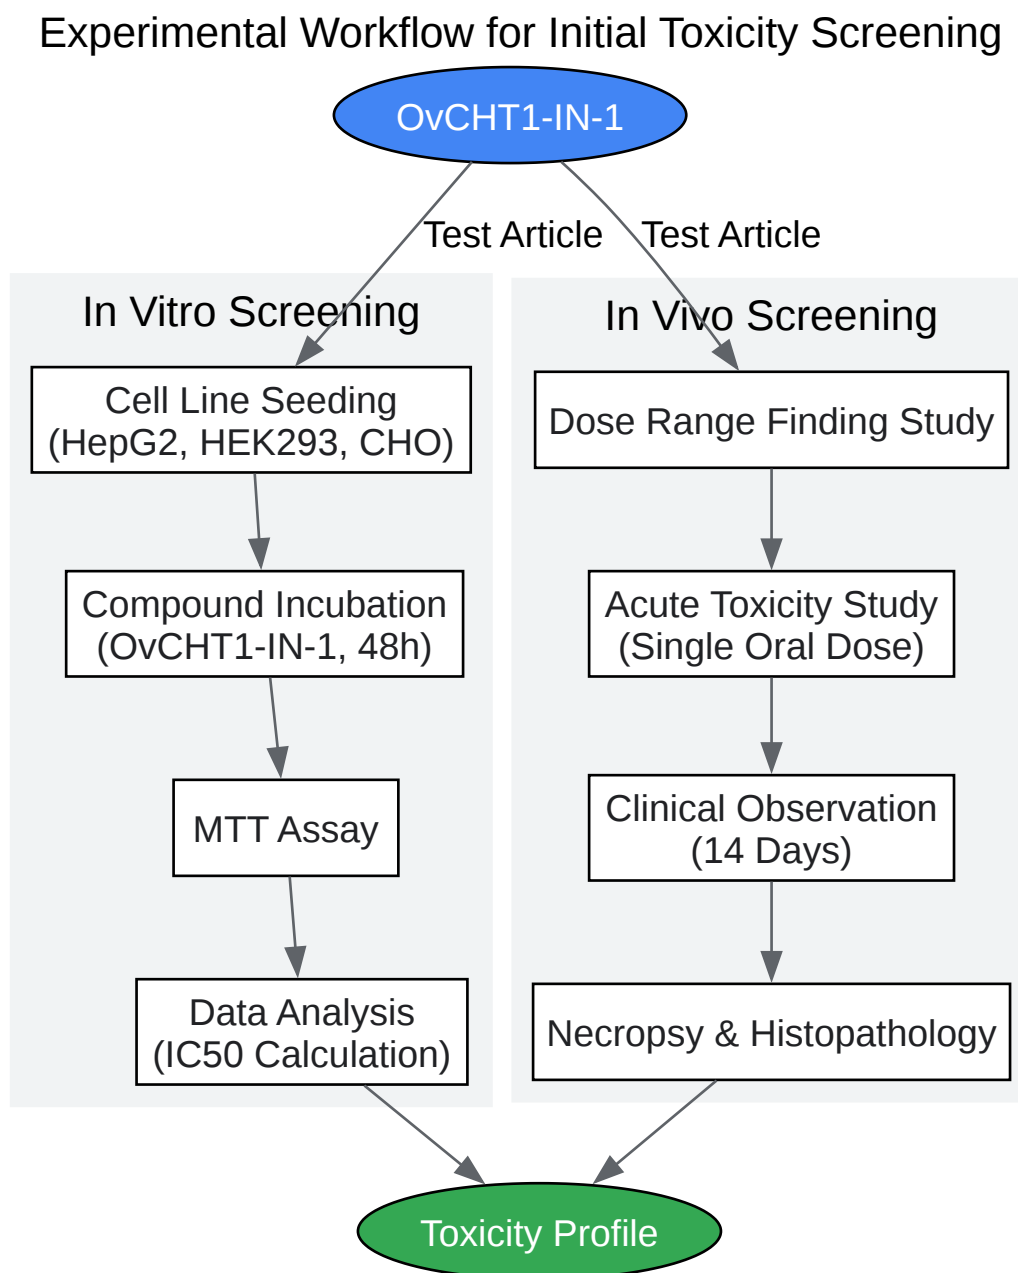 Experimental Workflow for Initial Toxicity Screening
OvCHT1-IN-1
Test Article
Test Article
In Vitro Screening
Cell Line Seeding
(HepG2, HEK293, CHO)
Compound Incubation
(OvCHT1-IN-1, 48h)
MTT Assay
Data Analysis
(IC50 Calculation)
In Vivo Screening
Dose Range Finding Study
Acute Toxicity Study
(Single Oral Dose)
Clinical Observation
(14 Days)
Necropsy & Histopathology
Toxicity Profile